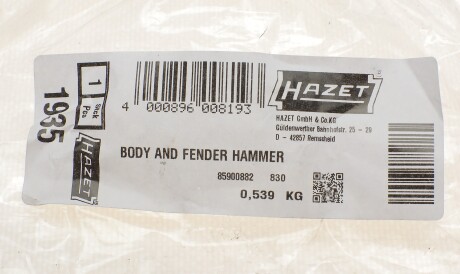 1935
1
Stück
Pcs
HAZET
4 000896 008193
HAZET
HAZET GmbH & Co.KG
Güldenwerther Bahnhofstr. 25 - 29
D - 42857 Remscheid
BODY AND FENDER HAMMER
85900882 830
0,539 KG